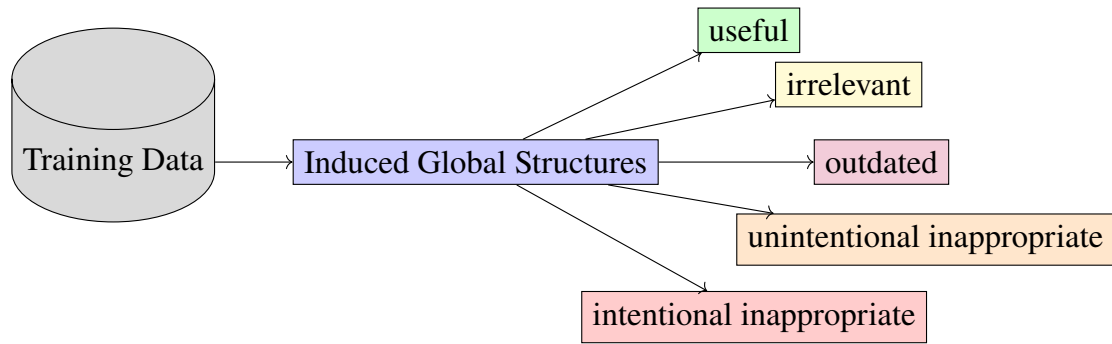 useful
irrelevant
Training Data
Induced Global Structures
outdated
unintentional inappropriate
intentional inappropriate